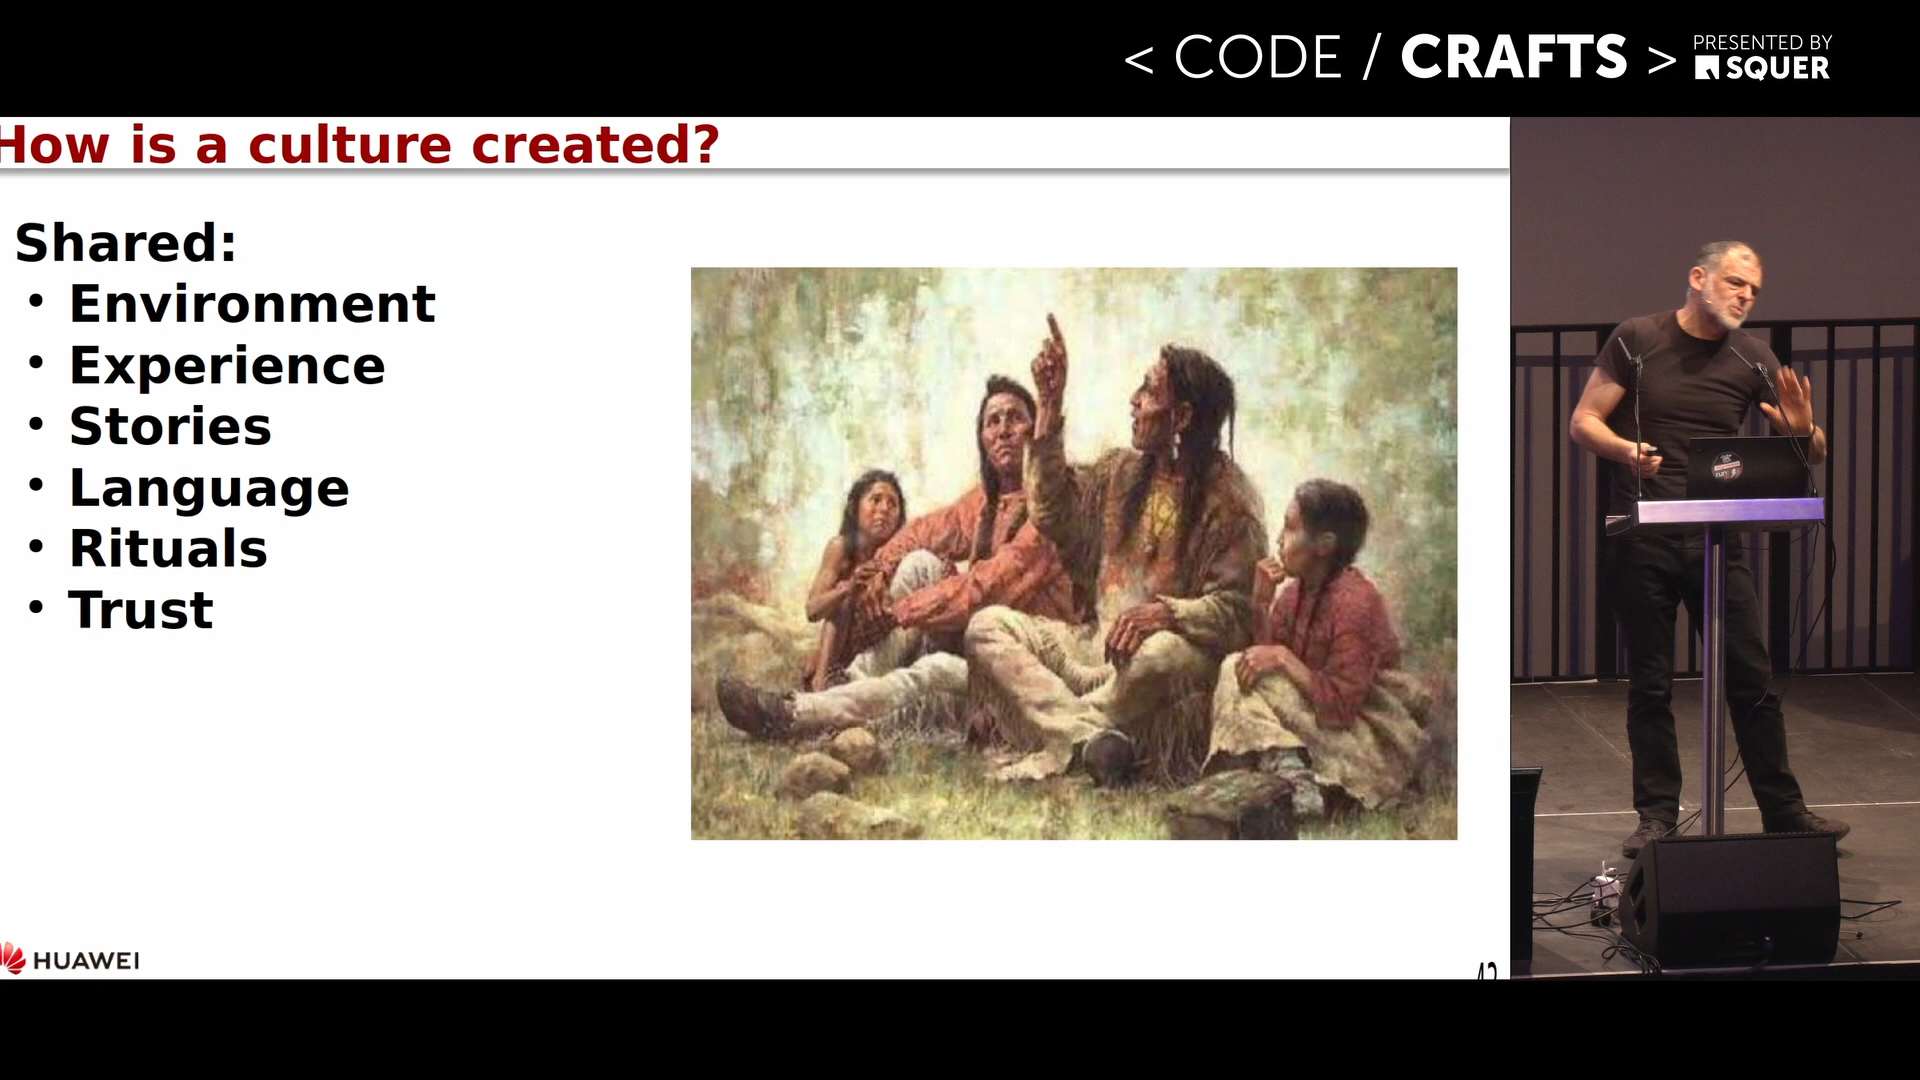 < CODE / CRAFTS >
PRESENTED BY
SQUER
How is a culture created?
Shared:
• Environment
• Experience
• Stories
• Language
• Rituals
• Trust
HUAWEI